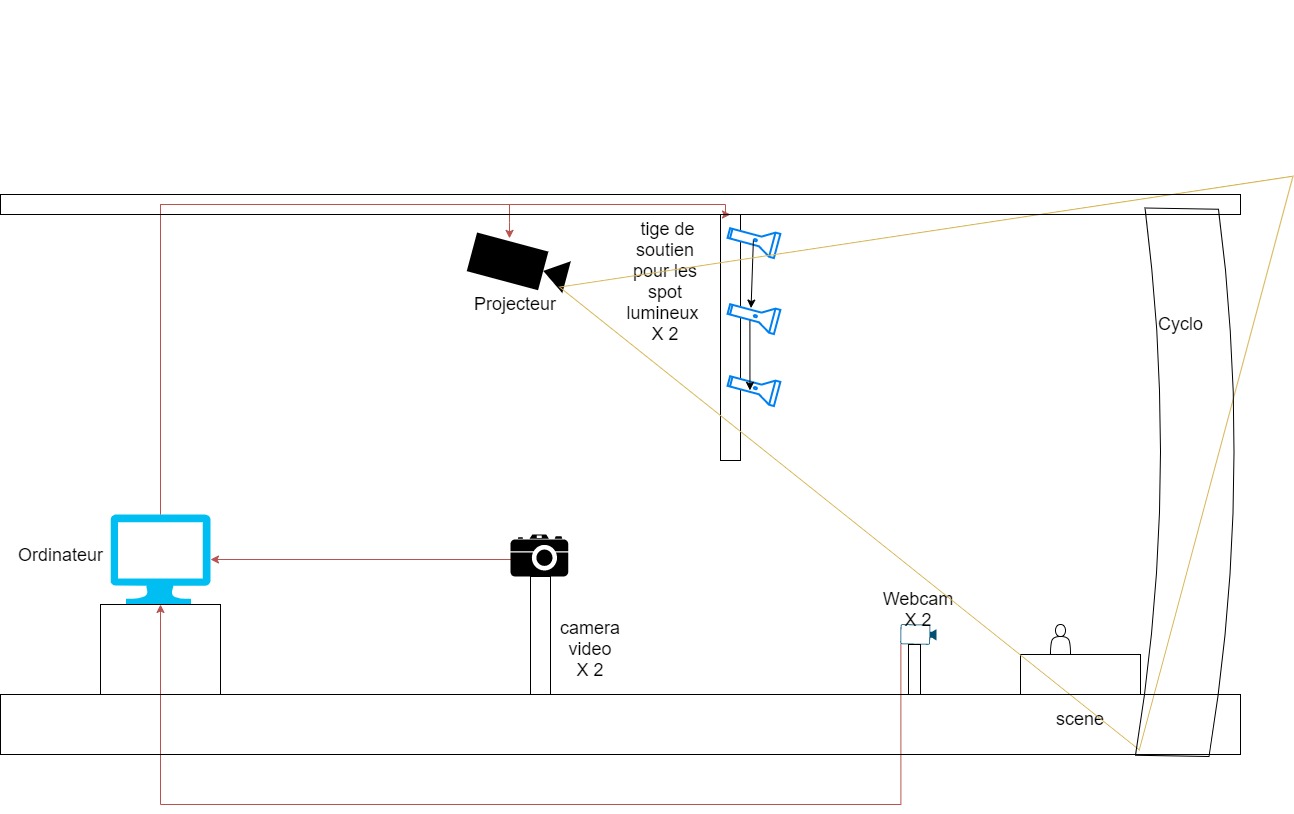 tige de
soutien
pour les
spot
lumineux
X 2
Projecteur
Cyclo
Ordinateur
camera
video
X 2
Webcam
X 2
scene